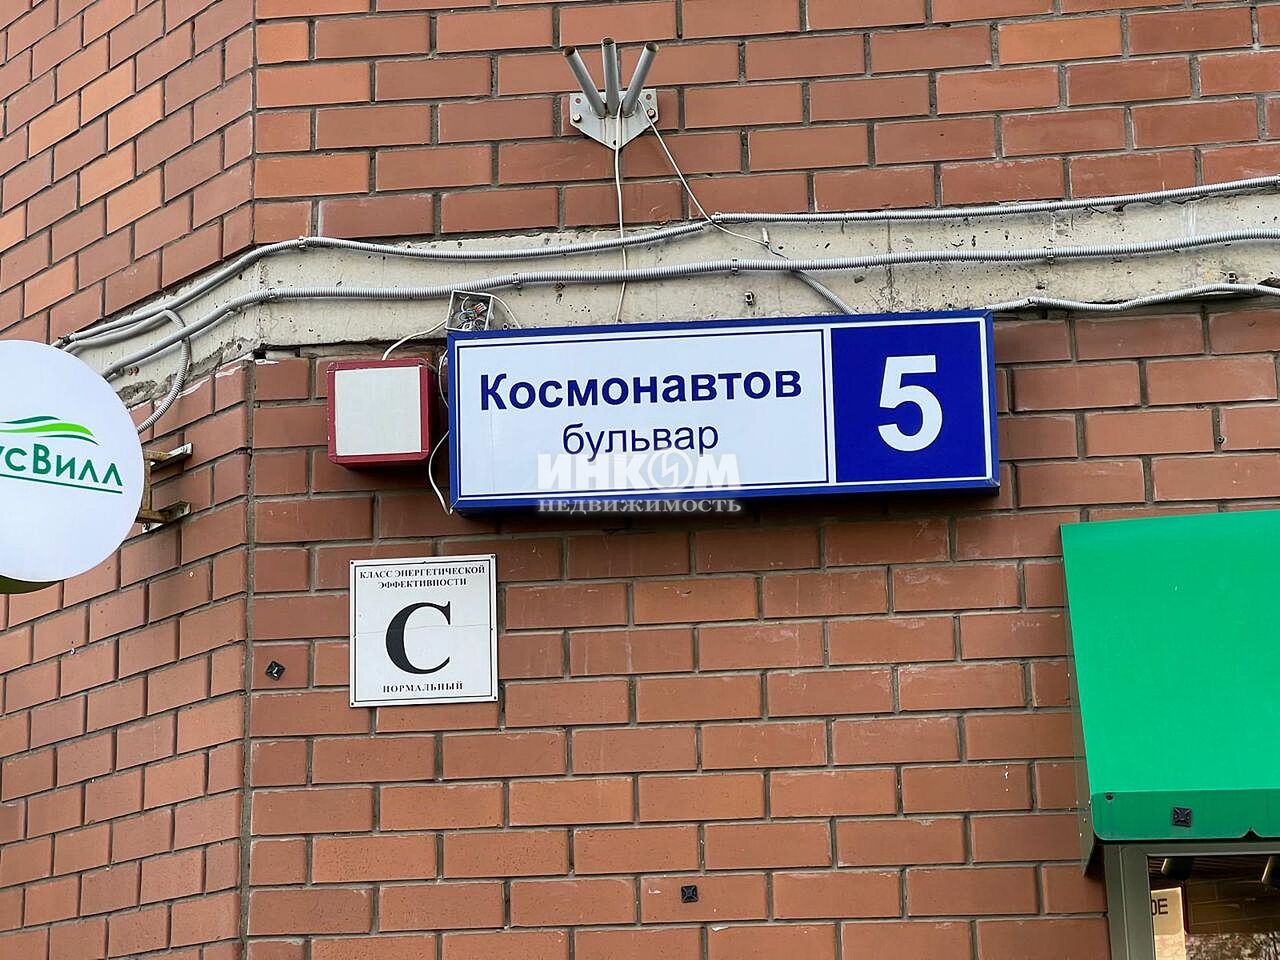 Космонавтов
бульвар
5
ИНКОМ
НЕДВИЖИМОСТЬ
усВилл
КЛАСС ЭНЕРГЕТИЧЕСКОЙ
ЭФФЕКТИВНОСТИ
С
НОРМАЛЬНЫЙ